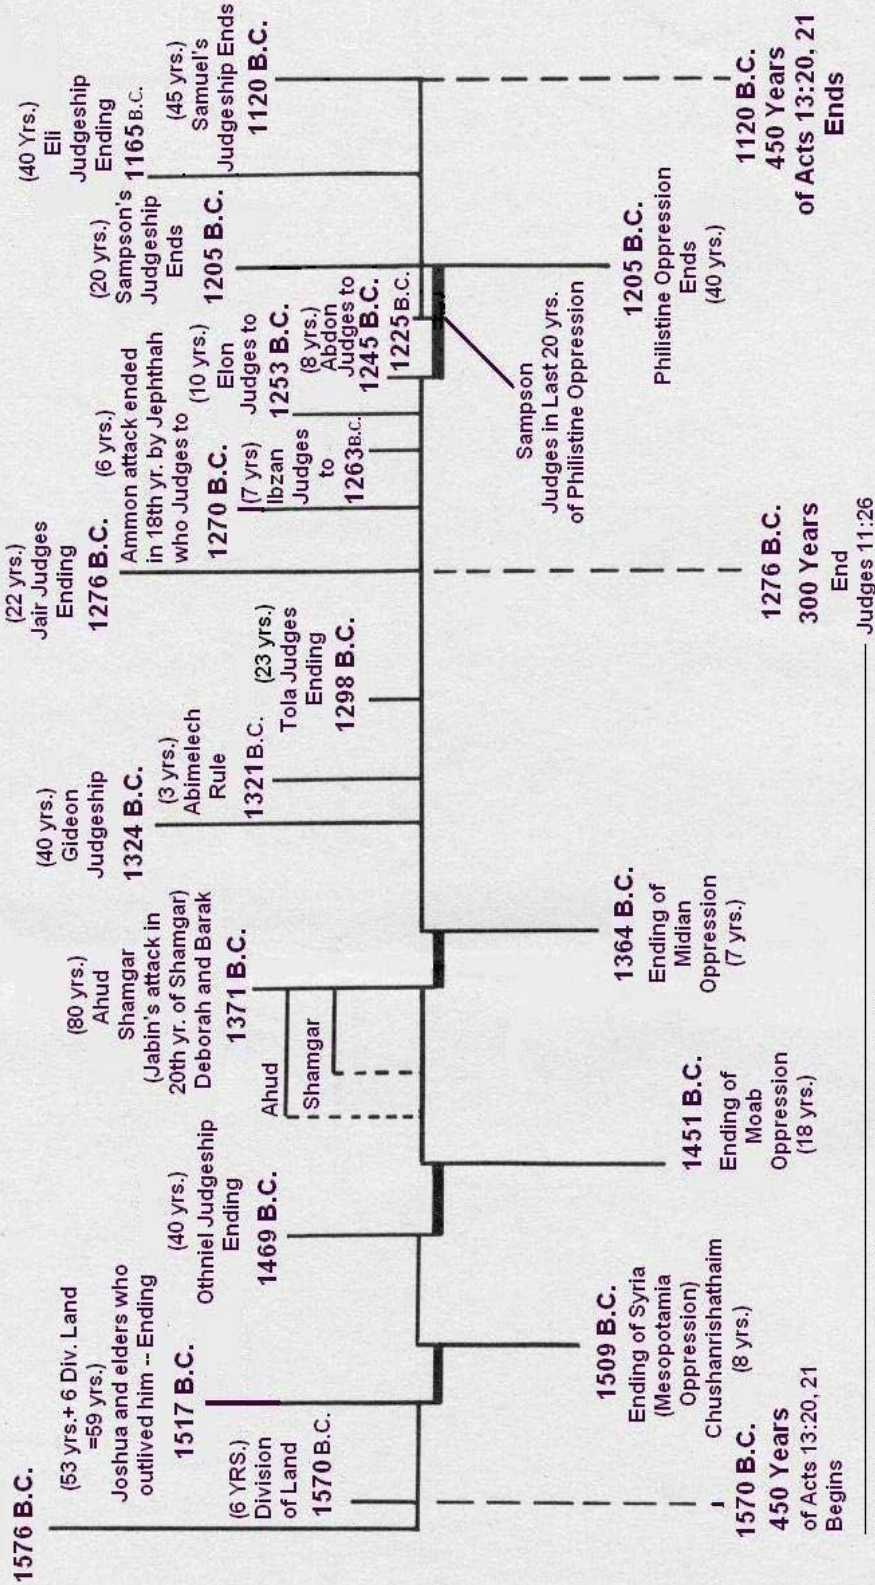 1576 B.C.
(53 yrs.+ 6 Div. Land
=59 yrs.)
Joshua and elders who
outlived him -- Ending
1517 B.C.
(6 YRS.)
Division
of Land
1570 B.C.
(40 yrs.)
Othniel Judgeship
Ending
1469 B.C.
(80 yrs.)
Ahud
Shamgar
(Jabin's attack in
20th yr. of Shamgar)
Deborah and Barak
1371 B.C.
Ahud
Shamgar
(40 yrs.)
Gideon
Judgeship
1324 B.C.
(3 yrs.)
Abimelech
Rule
1321 B.C.
(23 yrs.)
Tola Judges
Ending
1298 B.C.
(22 yrs.)
Jair Judges
Ending
1276 B.C.
(6 yrs.)
Ammon attack ended
in 18th yr. by Jephthah
who Judges to
1270 B.C.
(7 yrs)
Ibzan
Judges
to
1263 B.C.
(10 yrs.)
Elon
Judges to
1253 B.C.
(8 yrs.)
Abdon
Judges to
1245 B.C.
1225 B.C.
(20 yrs.)
Sampson's
Judgeship
Ends
1205 B.C.
(40 Yrs.)
Eli
Judgeship
Ending
1165 B.C.
(45 yrs.)
Samuel's
Judgeship Ends
1120 B.C.
1570 B.C.
450 Years
of Acts 13:20, 21
Begins
1509 B.C.
Ending of Syria
(Mesopotamia
Oppression)
Chushanrishathaim
(8 yrs.)
1451 B.C.
Ending of
Moab
Oppression
(18 yrs.)
1364 B.C.
Ending of
Midian
Oppression
(7 yrs.)
1276 B.C.
300 Years
End
Judges 11:26
Sampson
Judges in Last 20 yrs.
of Philistine Oppression
1205 B.C.
Philistine Oppression
Ends
(40 yrs.)
1120 B.C.
450 Years
of Acts 13:20, 21
Ends